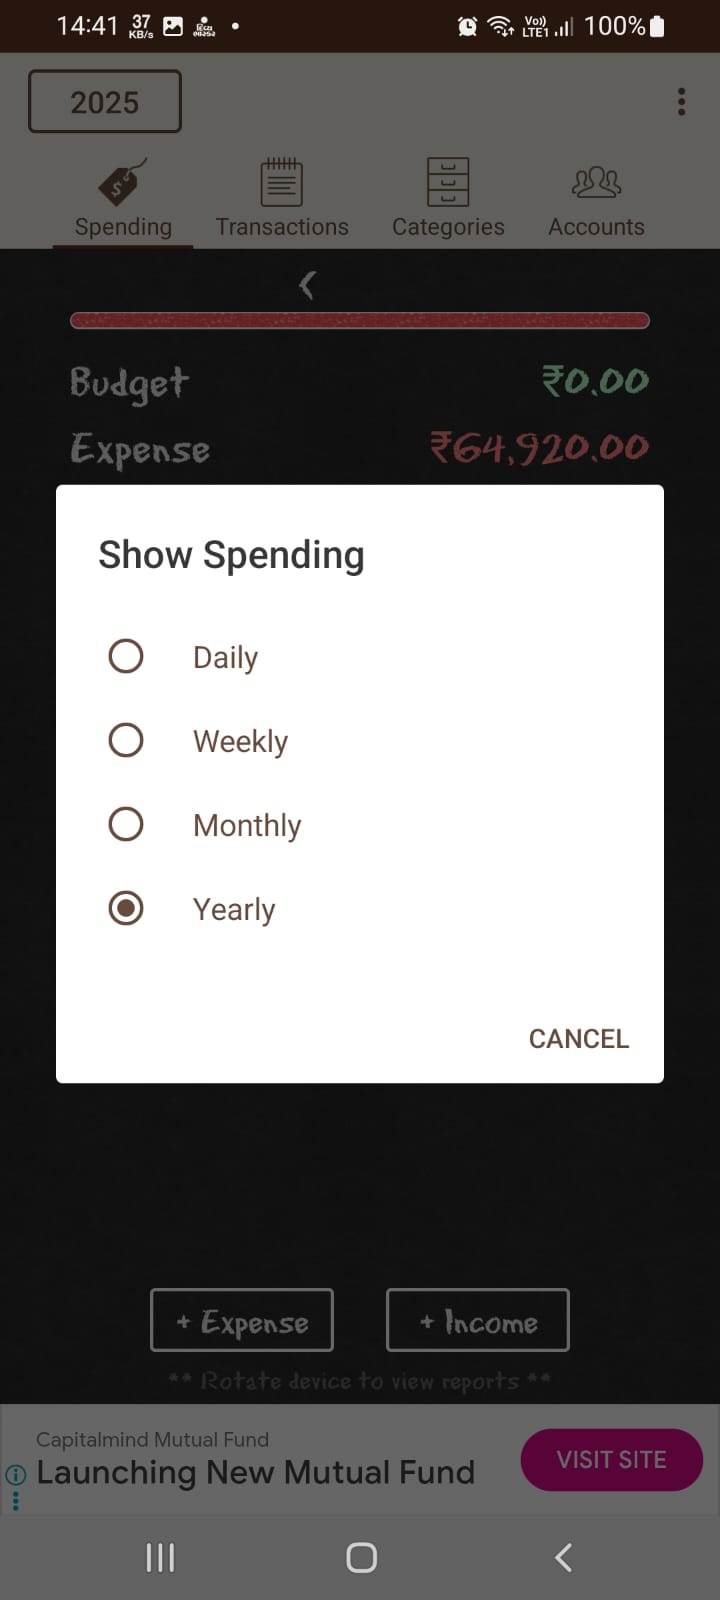 14:41 37 KB/s Vo)) LTE1 100%
2025
Spending Transactions Categories Accounts
Budget ₹0.00
Expense ₹64,920.00
Show Spending
Daily
Weekly
Monthly
Yearly
CANCEL
+ Expense + Income
** Rotate device to view reports **
Capitalmind Mutual Fund
Launching New Mutual Fund
VISIT SITE